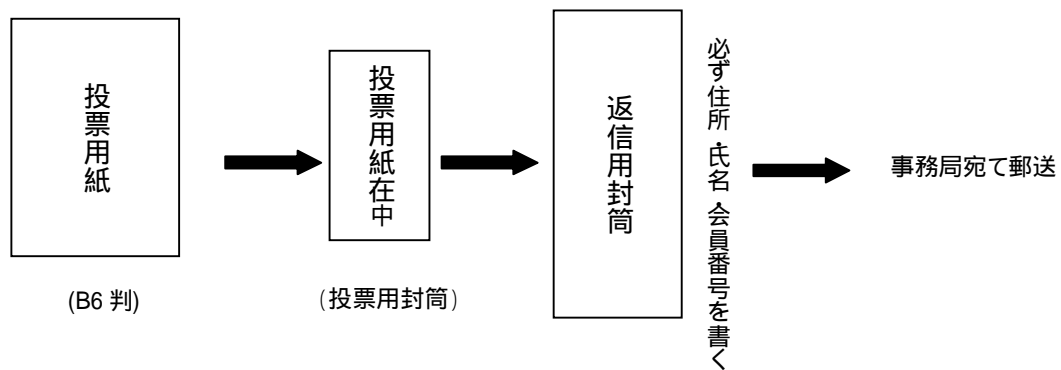 投票用紙
(B6 判)
投票用紙在中
(投票用封筒)
返信用封筒
必ず住所・氏名・会員番号を書く
事務局宛て郵送